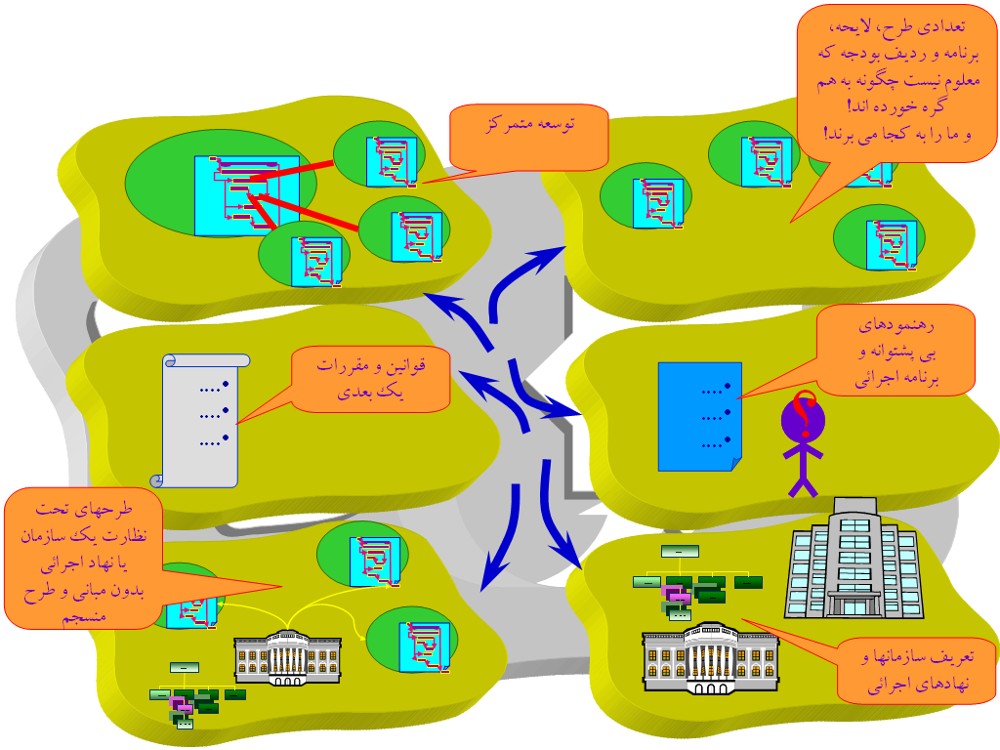 تعدادی طرح، لایحه،
برنامه و ردیف بودجه که
معلوم نیست چگونه به هم
گره خورده اند!
و ما را به کجا می برند!
توسعه متمرکز
رهنمودهای
بی پشتوانه و
برنامه اجرائی
قوانین و مقررات
یک بعدی
طرحهای تحت
نظارت یک سازمان
یا نهاد اجرائی
بدون مبانی و طرح
منسجم
تعریف سازمانها و
نهادهای اجرائی